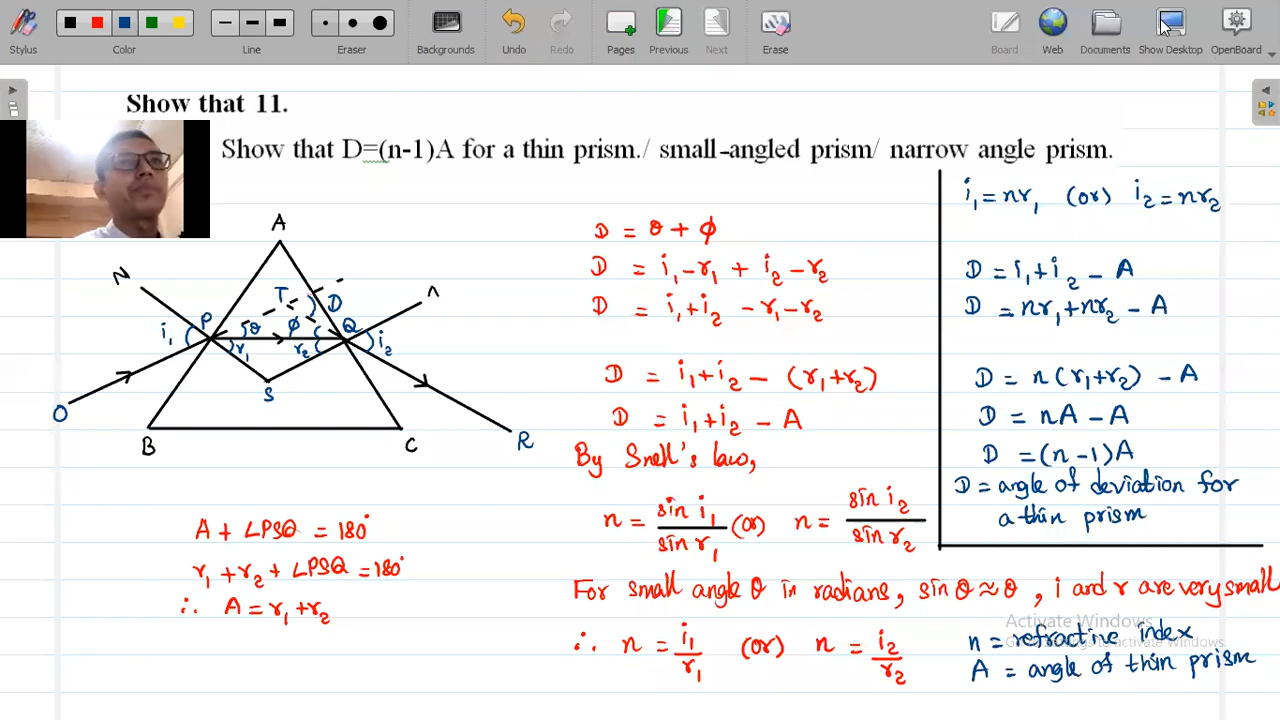 Stylus Color Line Eraser Backgrounds Undo Redo Pages Previous Next Erase Board Web Documents Show Desktop OpenBoard
Show that 11.
Show that D=(n-1)A for a thin prism./ small-angled prism/ narrow angle prism.
A
N
T
D
n
i₁
P
θ
φ
Q
r₁
r₂
i₂
S
O
B
C
R
A + ∠PSQ = 180°
r₁ + r₂ + ∠PSQ = 180°
∴ A = r₁ + r₂
D = θ + φ
D = i₁ - r₁ + i₂ - r₂
D = i₁ + i₂ - r₁ - r₂
D = i₁ + i₂ - (r₁ + r₂)
D = i₁ + i₂ - A
By Snell's law,
n = sin i₁ / sin r₁ (or) n = sin i₂ / sin r₂
For small angle θ in radians, sin θ ≈ θ , i and r are very small
∴ n = i₁ / r₁ (or) n = i₂ / r₂
i₁ = nr₁ (or) i₂ = nr₂
D = i₁ + i₂ - A
D = nr₁ + nr₂ - A
D = n(r₁ + r₂) - A
D = nA - A
D = (n - 1)A
D = angle of deviation for
a thin prism
Activate Windows
n = refractive index
A = angle of thin prism